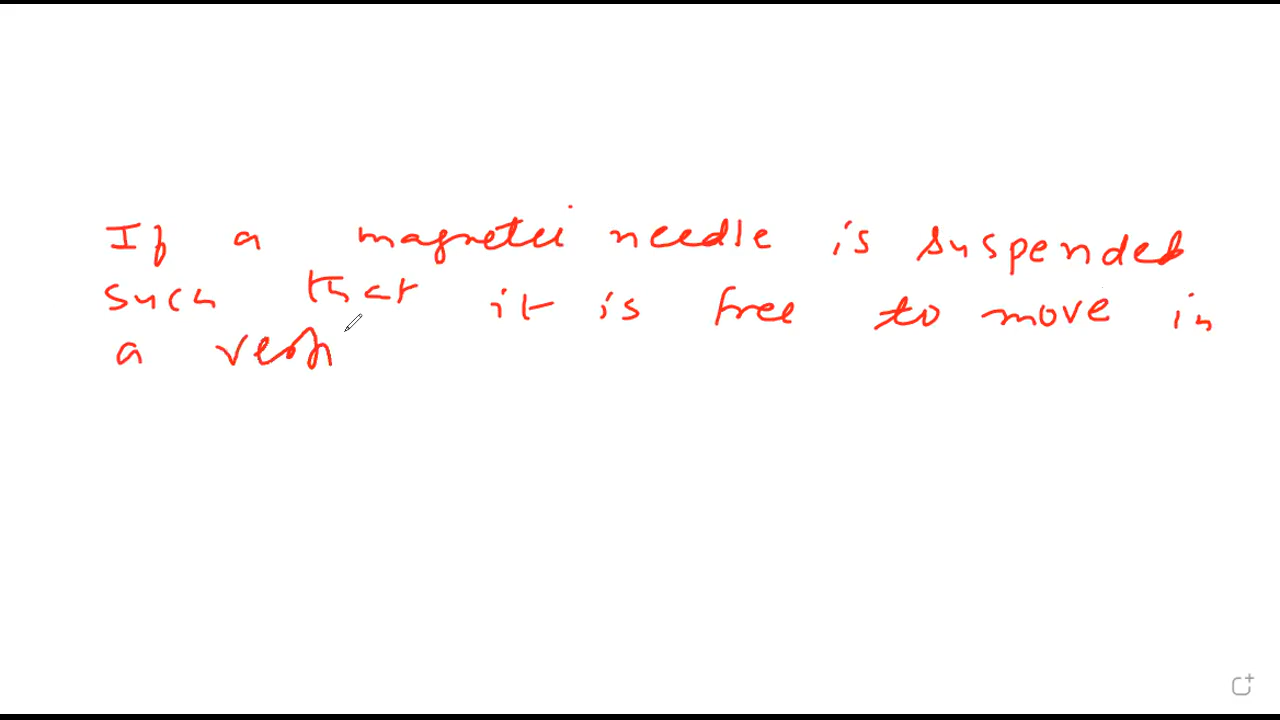 If a magnetic needle is suspended
such that it is free to move in
a